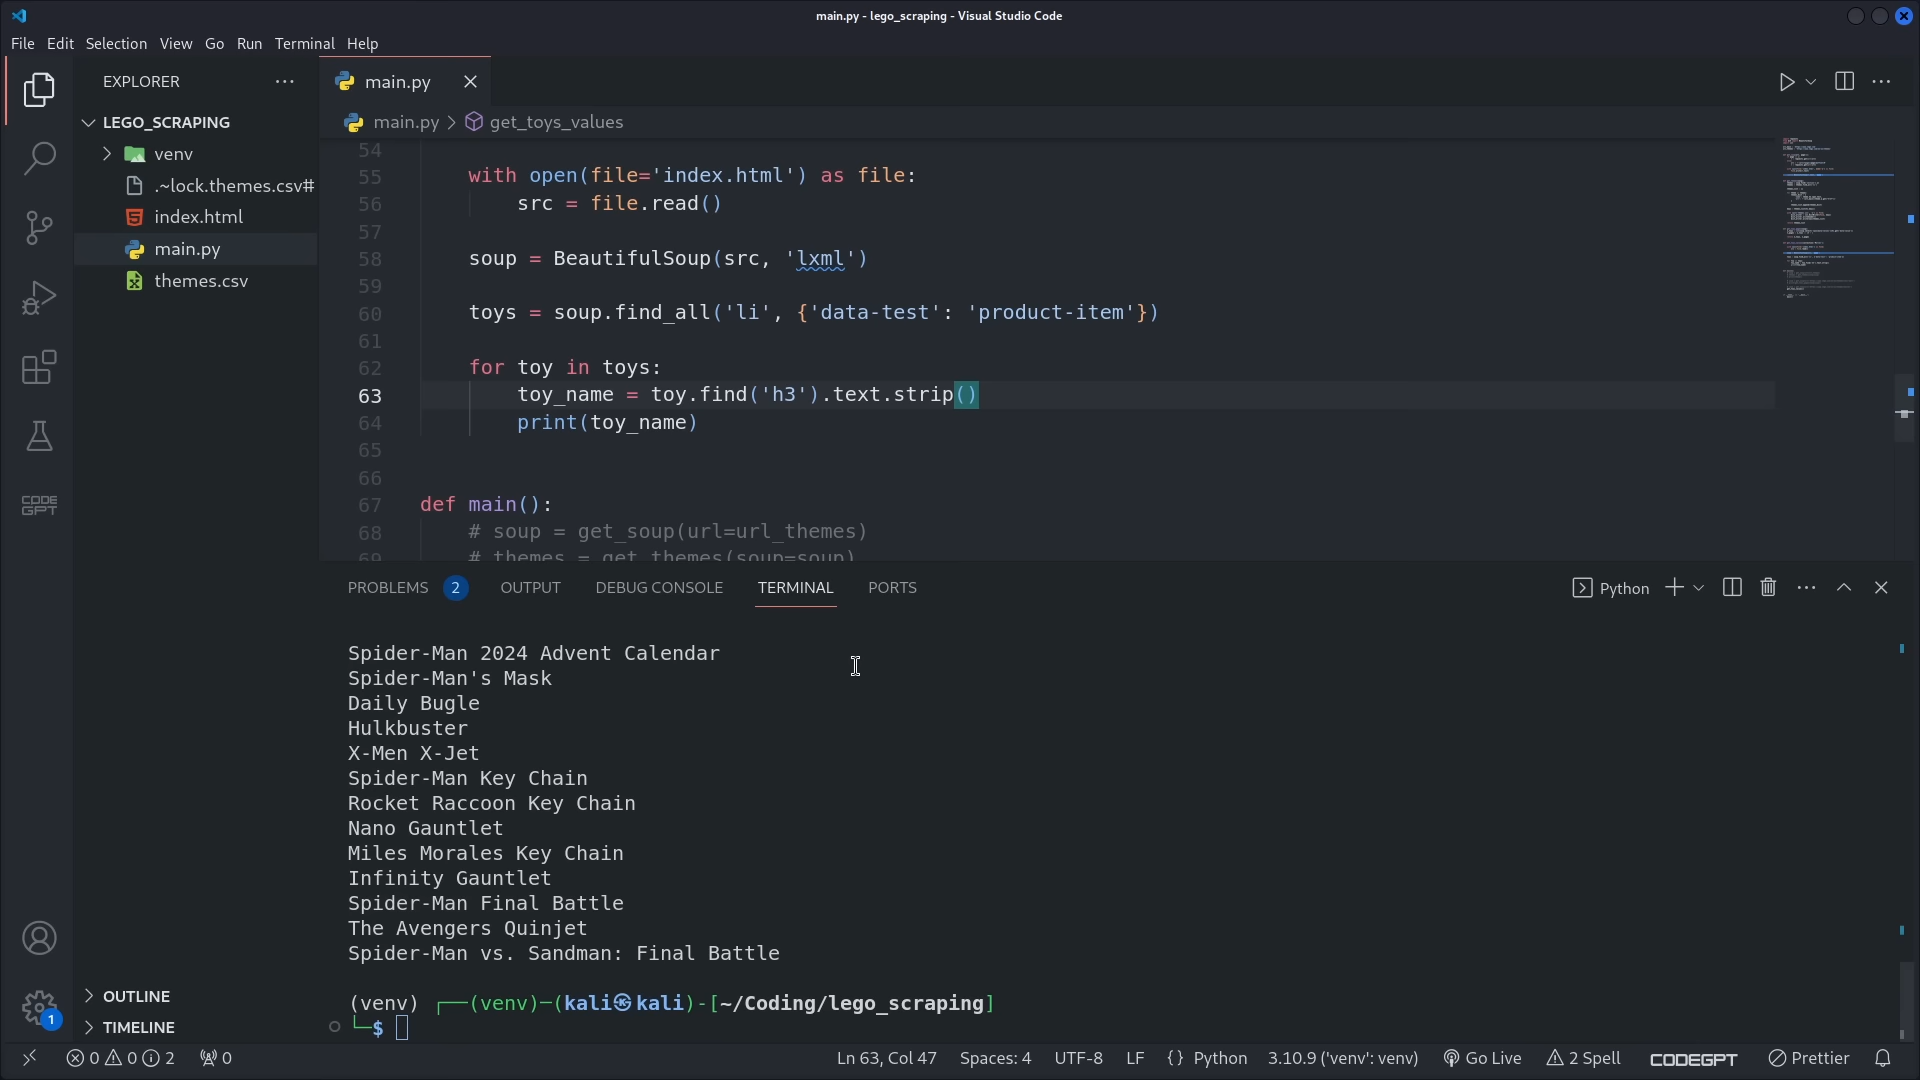 main.py - lego_scraping - Visual Studio Code
File Edit Selection View Go Run Terminal Help
EXPLORER
main.py
LEGO_SCRAPING
main.py > get_toys_values
venv
.~lock.themes.csv#
index.html
main.py
themes.csv
54
55 with open(file='index.html') as file:
56 src = file.read()
57
58 soup = BeautifulSoup(src, 'lxml')
59
60 toys = soup.find_all('li', {'data-test': 'product-item'})
61
62 for toy in toys:
63 toy_name = toy.find('h3').text.strip()
64 print(toy_name)
65
66
67 def main():
68 # soup = get_soup(url=url_themes)
69 # themes = get_themes(soup=soup)
PROBLEMS 2 OUTPUT DEBUG CONSOLE TERMINAL PORTS
Python
Spider-Man 2024 Advent Calendar
Spider-Man's Mask
Daily Bugle
Hulkbuster
X-Men X-Jet
Spider-Man Key Chain
Rocket Raccoon Key Chain
Nano Gauntlet
Miles Morales Key Chain
Infinity Gauntlet
Spider-Man Final Battle
The Avengers Quinjet
Spider-Man vs. Sandman: Final Battle
(venv) ┌──(venv)─(kali㉿kali)-[~/Coding/lego_scraping]
└─$
CODE
GPT
1
OUTLINE
TIMELINE
0 0 2 0 Ln 63, Col 47 Spaces: 4 UTF-8 LF {} Python 3.10.9 ('venv': venv) Go Live 2 Spell CODEGPT Prettier